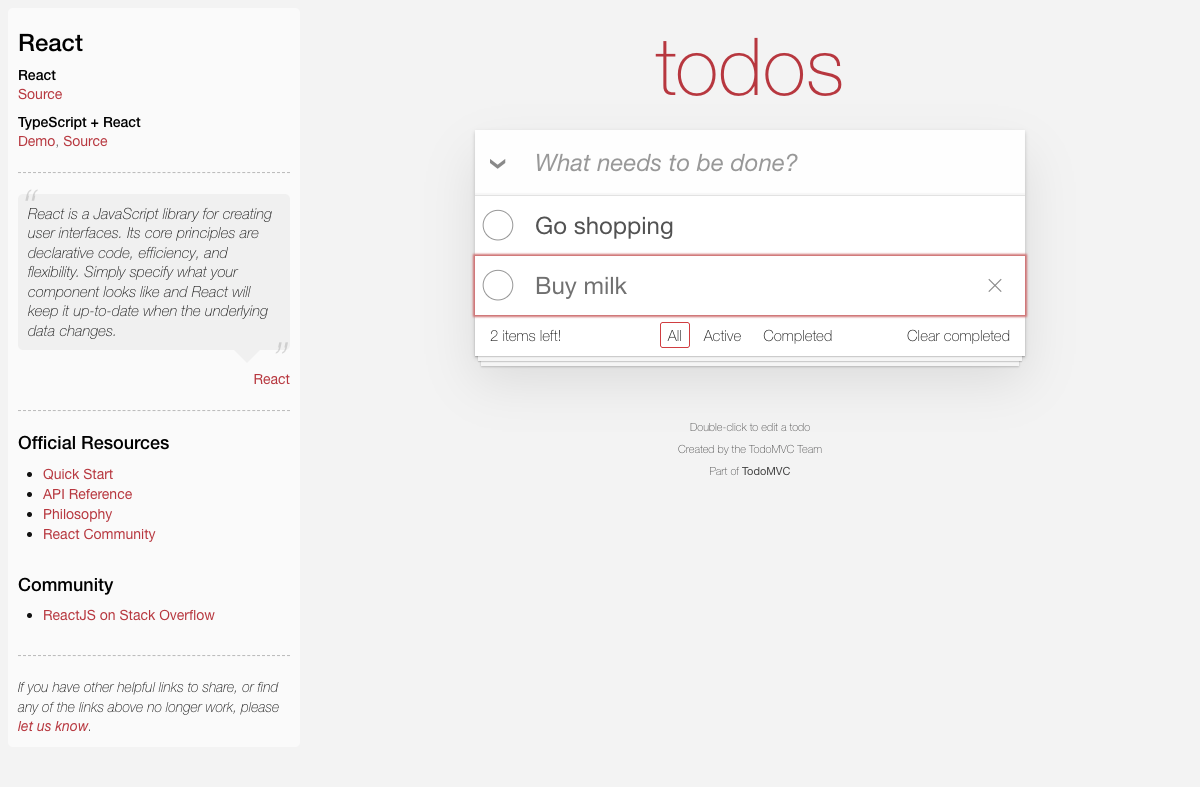 React
React
Source
TypeScript + React
Demo, Source
“
React is a JavaScript library for creating
user interfaces. Its core principles are
declarative code, efficiency, and
flexibility. Simply specify what your
component looks like and React will
keep it up-to-date when the underlying
data changes.
”
React
Official Resources
Quick Start
API Reference
Philosophy
React Community
Community
ReactJS on Stack Overflow
If you have other helpful links to share, or find
any of the links above no longer work, please
let us know.
todos
What needs to be done?
Go shopping
Buy milk
2 items left! All Active Completed Clear completed
Double-click to edit a todo
Created by the TodoMVC Team
Part of TodoMVC